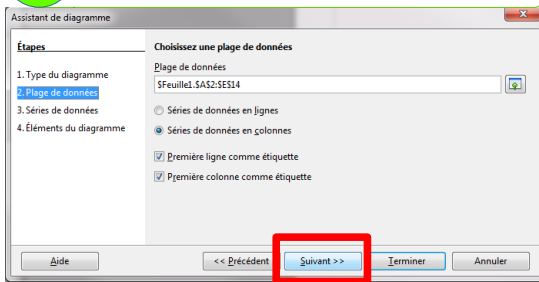 Assistant de diagramme
Étapes
1. Type du diagramme
2. Plage de données
3. Séries de données
4. Éléments du diagramme
Choisissez une plage de données
Plage de données
$Feuille1.$A$2:$E$14
Séries de données en lignes
Séries de données en colonnes
Première ligne comme étiquette
Première colonne comme étiquette
Aide
<< Précédent
Suivant >>
Terminer
Annuler